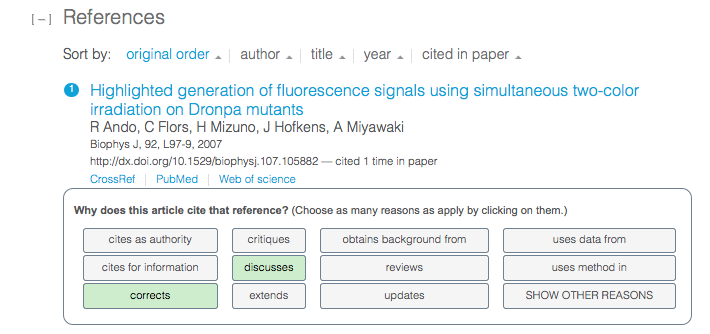 [–] References
Sort by: original order author title year cited in paper
1 Highlighted generation of fluorescence signals using simultaneous two-color
irradiation on Dronpa mutants
R Ando, C Flors, H Mizuno, J Hofkens, A Miyawaki
Biophys J, 92, L97-9, 2007
http://dx.doi.org/10.1529/biophysj.107.105882 — cited 1 time in paper
CrossRef PubMed Web of science
Why does this article cite that reference? (Choose as many reasons as apply by clicking on them.)
cites as authority critiques obtains background from uses data from
cites for information discusses reviews uses method in
corrects extends updates SHOW OTHER REASONS